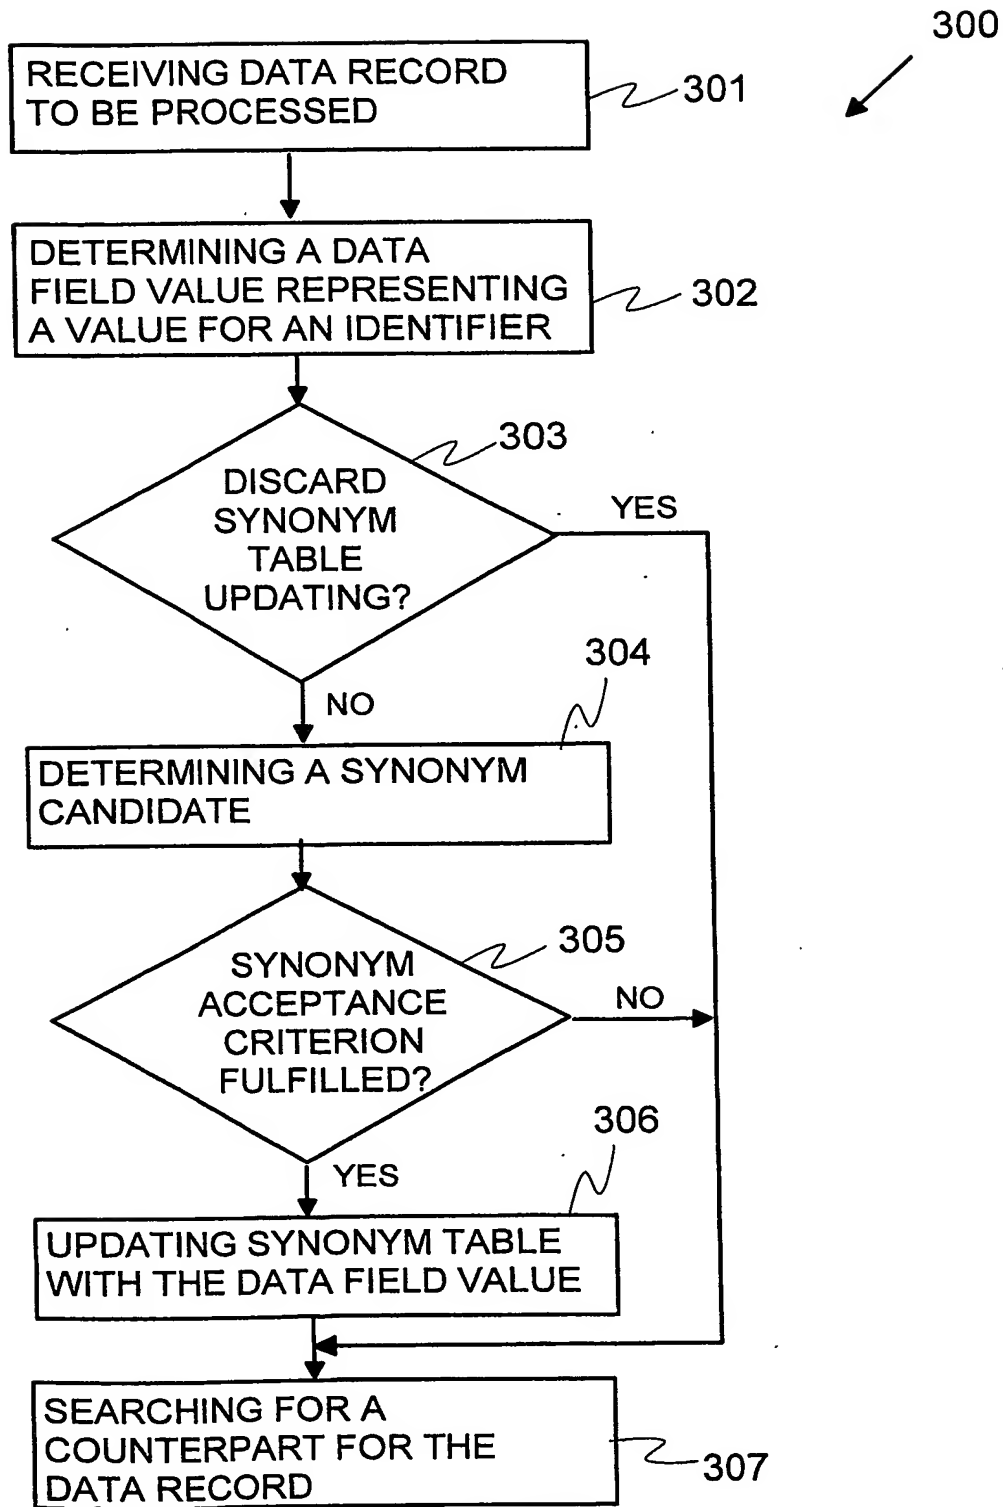 300
RECEIVING DATA RECORD
TO BE PROCESSED
301
DETERMINING A DATA
FIELD VALUE REPRESENTING
A VALUE FOR AN IDENTIFIER
302
303
DISCARD
SYNONYM
TABLE
UPDATING?
YES
NO
304
DETERMINING A SYNONYM
CANDIDATE
305
SYNONYM
ACCEPTANCE
CRITERION
FULFILLED?
NO
YES
306
UPDATING SYNONYM TABLE
WITH THE DATA FIELD VALUE
SEARCHING FOR A
COUNTERPART FOR THE
DATA RECORD
307